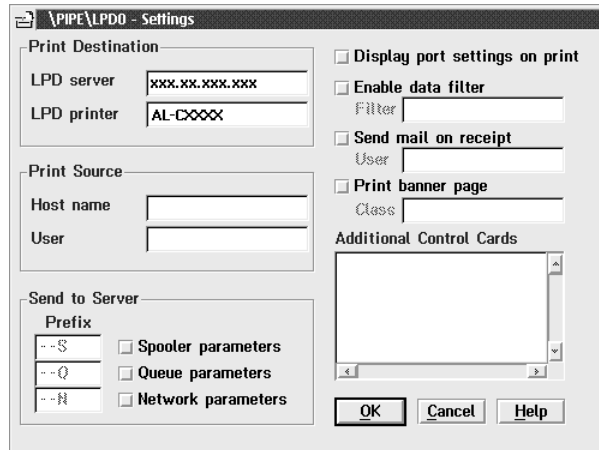 \PIPE\LPD0 - Settings
Print Destination
LPD server xxx.xx.xxx.xxx
LPD printer AL-CXXXX
Print Source
Host name
User
Send to Server
Prefix
--S Spooler parameters
--Q Queue parameters
--N Network parameters
Display port settings on print
Enable data filter
Filter
Send mail on receipt
User
Print banner page
Class
Additional Control Cards
OK Cancel Help